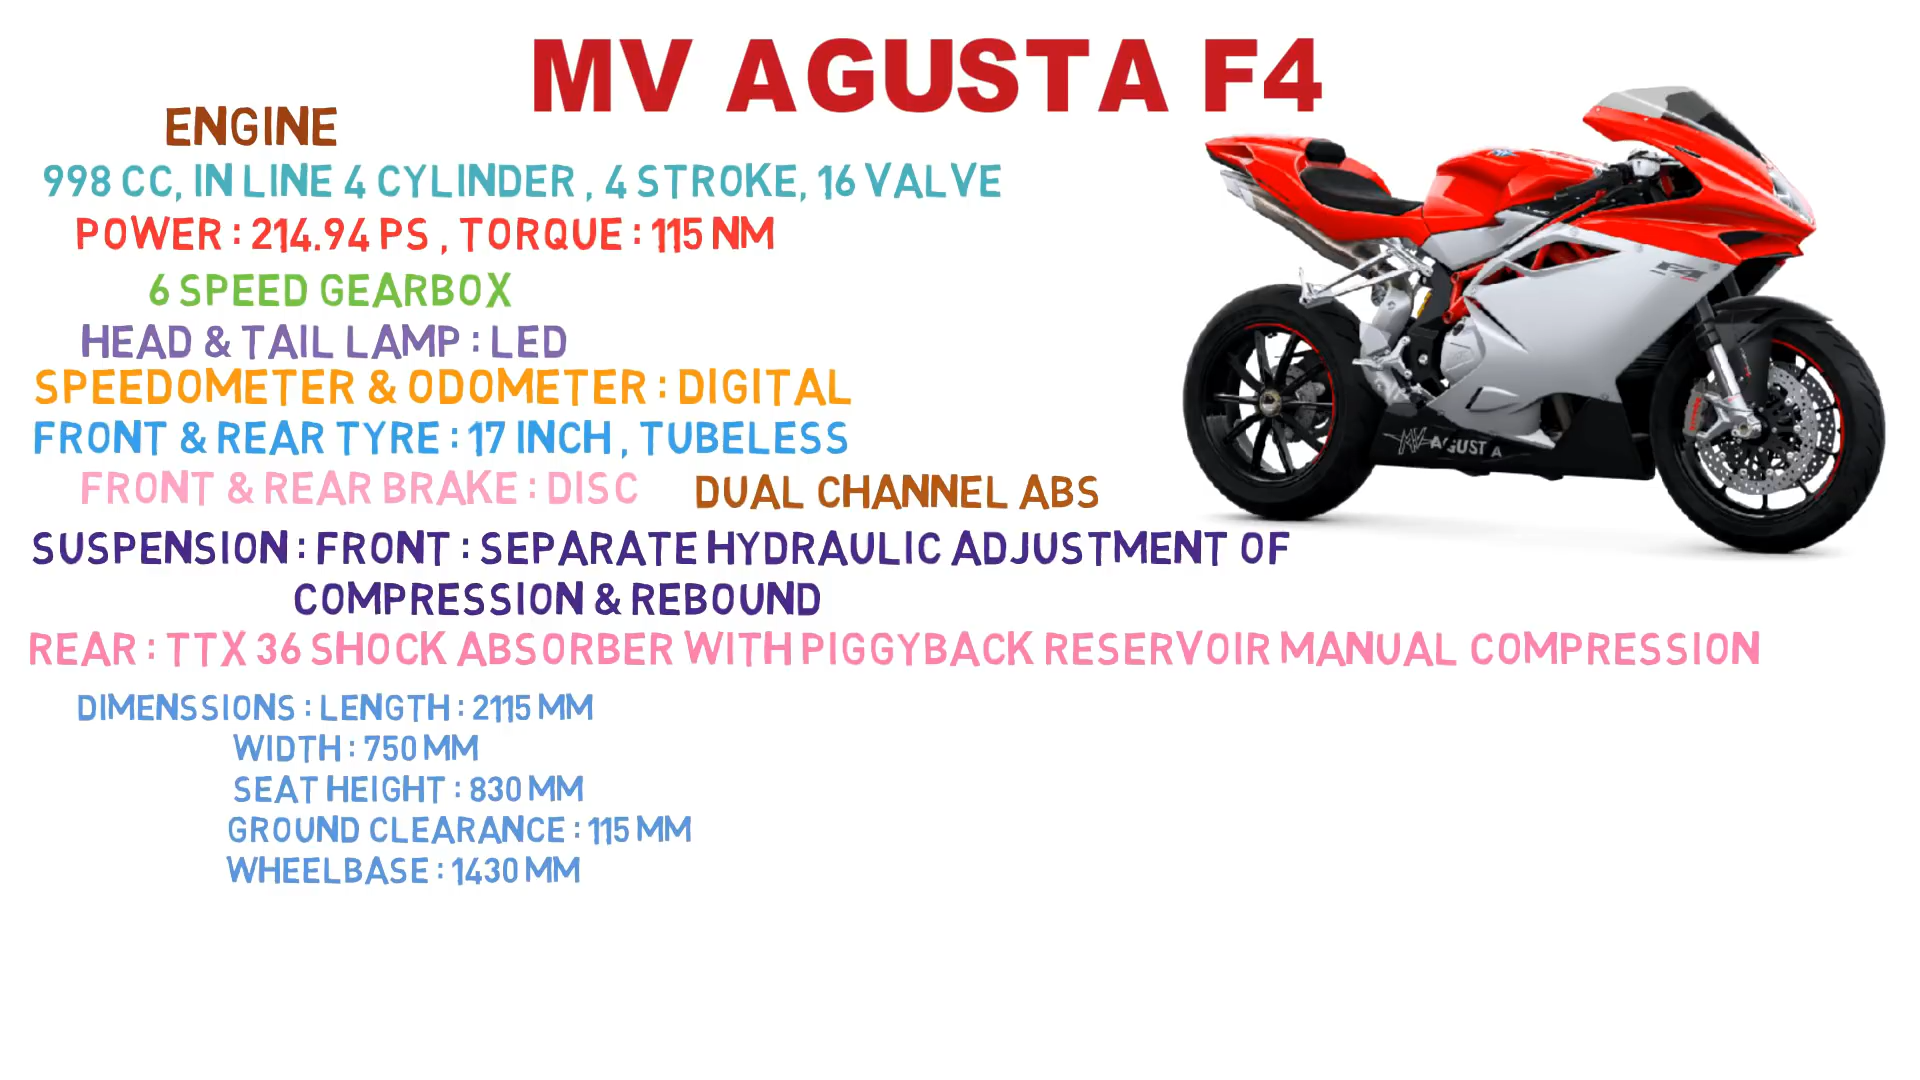 MV AGUSTA F4
ENGINE
998 CC, IN LINE 4 CYLINDER , 4 STROKE, 16 VALVE
POWER : 214.94 PS , TORQUE : 115 NM
6 SPEED GEARBOX
HEAD & TAIL LAMP : LED
SPEEDOMETER & ODOMETER : DIGITAL
FRONT & REAR TYRE : 17 INCH , TUBELESS
FRONT & REAR BRAKE : DISC
DUAL CHANNEL ABS
SUSPENSION : FRONT : SEPARATE HYDRAULIC ADJUSTMENT OF
COMPRESSION & REBOUND
REAR : TTX 36 SHOCK ABSORBER WITH PIGGYBACK RESERVOIR MANUAL COMPRESSION
DIMENSSIONS : LENGTH : 2115 MM
WIDTH : 750 MM
SEAT HEIGHT : 830 MM
GROUND CLEARANCE : 115 MM
WHEELBASE : 1430 MM
F4
MV AGUSTA